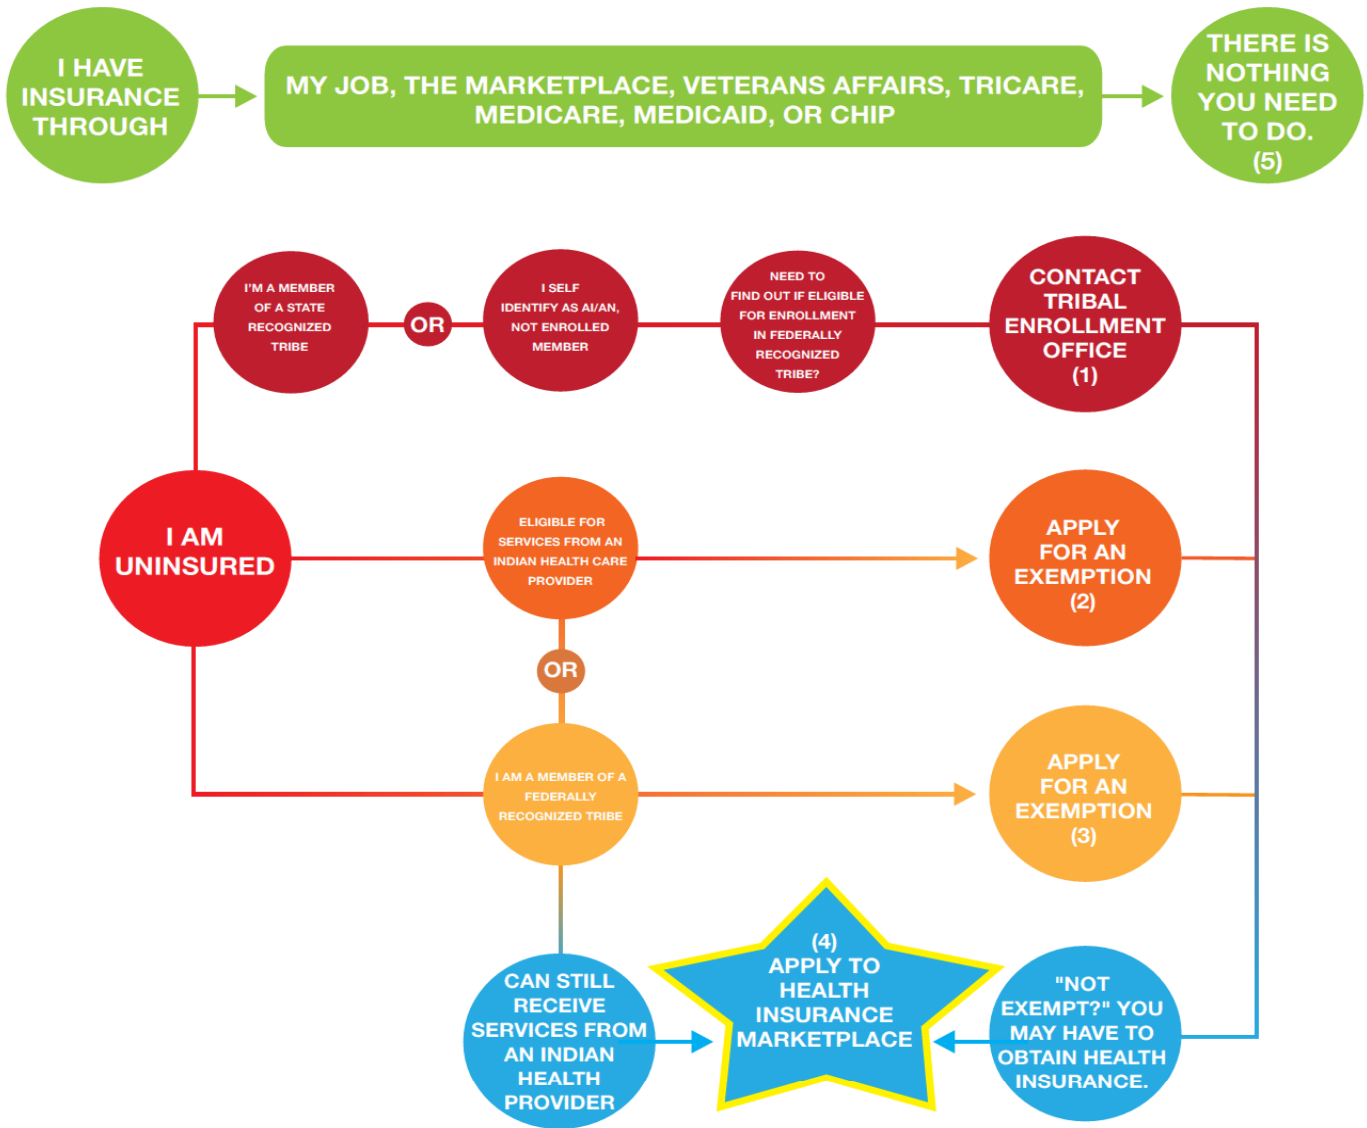 I HAVE
INSURANCE
THROUGH
MY JOB, THE MARKETPLACE, VETERANS AFFAIRS, TRICARE,
MEDICARE, MEDICAID, OR CHIP
THERE IS
NOTHING
YOU NEED
TO DO.
(5)
I'M A MEMBER
OF A STATE
RECOGNIZED
TRIBE
OR
I SELF
IDENTIFY AS AI/AN,
NOT ENROLLED
MEMBER
NEED TO
FIND OUT IF ELIGIBLE
FOR ENROLLMENT
IN FEDERALLY
RECOGNIZED
TRIBE?
CONTACT
TRIBAL
ENROLLMENT
OFFICE
(1)
I AM
UNINSURED
ELIGIBLE FOR
SERVICES FROM AN
INDIAN HEALTH CARE
PROVIDER
APPLY
FOR AN
EXEMPTION
(2)
OR
I AM A MEMBER OF A
FEDERALLY
RECOGNIZED TRIBE
APPLY
FOR AN
EXEMPTION
(3)
CAN STILL
RECEIVE
SERVICES FROM
AN INDIAN
HEALTH
PROVIDER
(4)
APPLY TO
HEALTH
INSURANCE
MARKETPLACE
"NOT
EXEMPT?" YOU
MAY HAVE TO
OBTAIN HEALTH
INSURANCE.